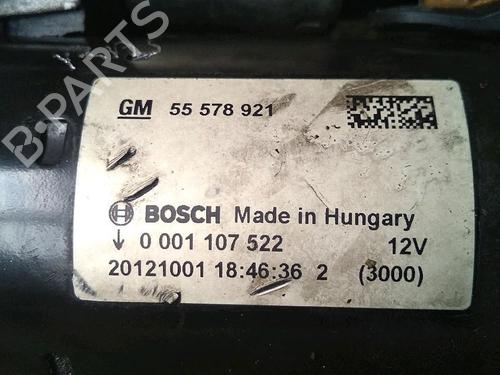 GM 55 578 921
BOSCH Made in Hungary
0 001 107 522 12V
20121001 18:46:36 2 (3000)
B-PARTS